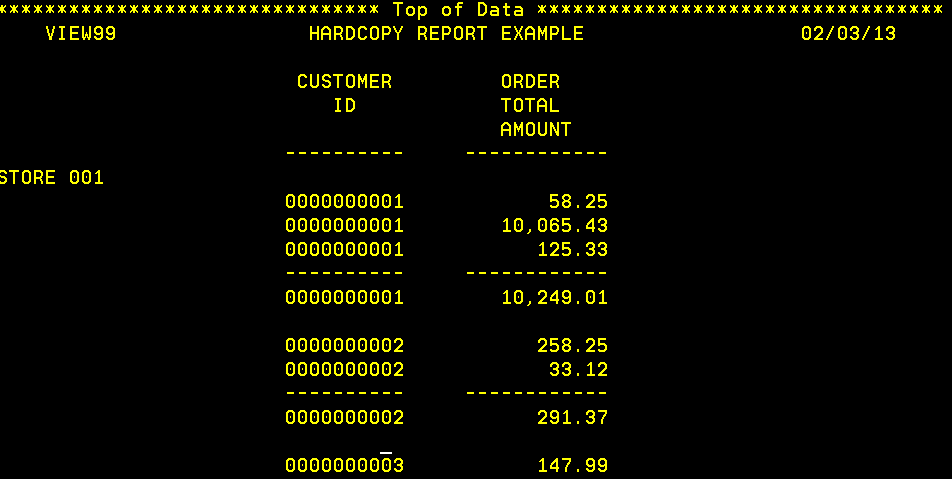 ******************************** Top of Data **********************************
VIEW99 HARDCOPY REPORT EXAMPLE 02/03/13
CUSTOMER ORDER
ID TOTAL
AMOUNT
---------- ------------
STORE 001
0000000001 58.25
0000000001 10,065.43
0000000001 125.33
---------- ------------
0000000001 10,249.01
0000000002 258.25
0000000002 33.12
---------- ------------
0000000002 291.37
0000000003 147.99